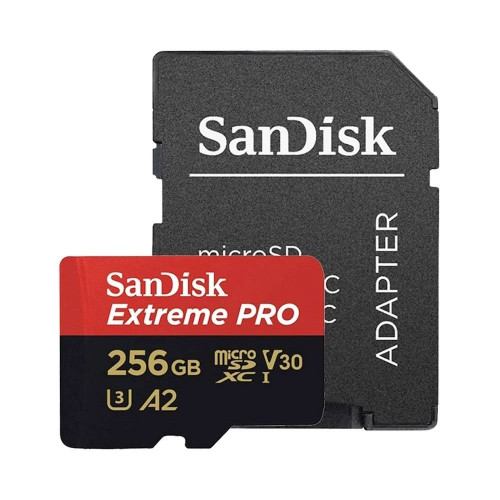 SanDisk
microSD
C
C
ADAPTER
SanDisk
Extreme PRO
256GB micro SD XC I V30
U3 A2